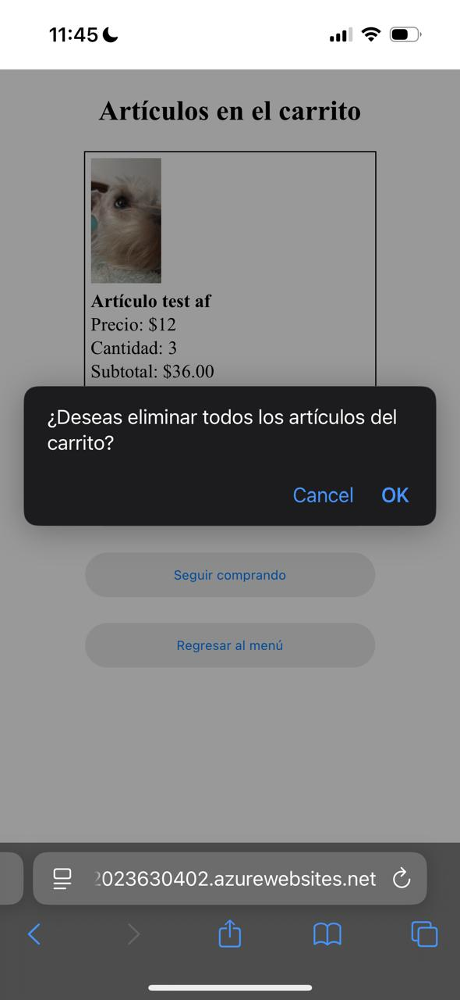 11:45
Artículos en el carrito
Artículo test af
Precio: $12
Cantidad: 3
Subtotal: $36.00
¿Deseas eliminar todos los artículos del
carrito?
Cancel OK
Seguir comprando
Regresar al menú
2023630402.azurewebsites.net